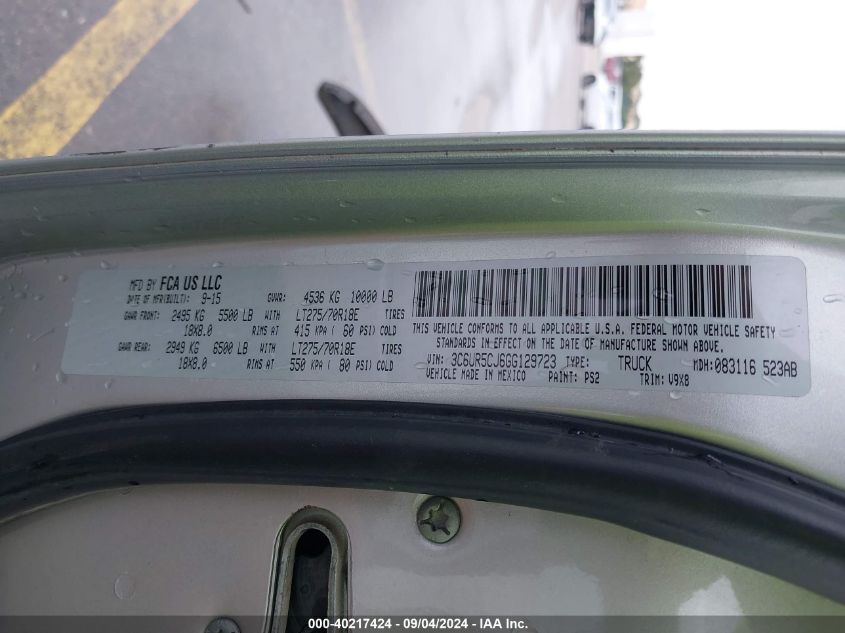 MFD BY FCA US LLC
DATE OF MFR(BUILT): 9-15 GVWR: 4536 KG 10000 LB
GAWR FRONT: 2495 KG 5500 LB WITH LT275/70R18E TIRES
18X8.0 RIMS AT 415 KPA ( 60 PSI) COLD
GAWR REAR: 2949 KG 6500 LB WITH LT275/70R18E TIRES
18X8.0 RIMS AT 550 KPA ( 80 PSI) COLD
THIS VEHICLE CONFORMS TO ALL APPLICABLE U.S.A. FEDERAL MOTOR VEHICLE SAFETY
STANDARDS IN EFFECT ON THE DATE OF MANUFACTURE SHOWN ABOVE.
VIN: 3C6UR5CJ6GG129723 TYPE: TRUCK MDH: 083116 523AB
VEHICLE MADE IN MEXICO PAINT: PS2 TRIM: V9X8
000-40217424 - 09/04/2024 - IAA Inc.